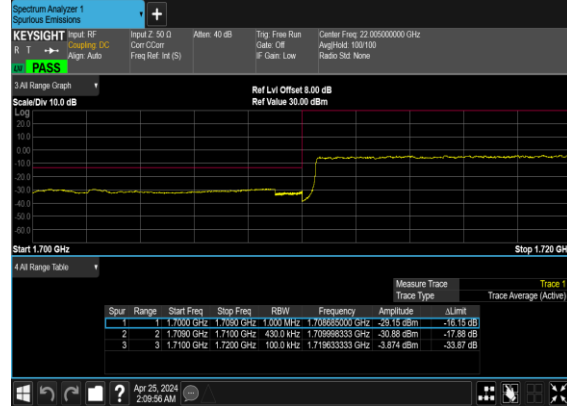 Spectrum Analyzer 1
Spurious Emissions
+
KEYSIGHT Input: RF Input Z: 50 Ω Atten: 40 dB Trig: Free Run Center Freq: 22.005000000 GHz
R T Coupling: DC Corr CCorr Gate: Off Avg|Hold: 100/100
Align: Auto Freq Ref: Int (S) IF Gain: Low Radio Std: None
PASS
3 All Range Graph
Ref Lvl Offset 8.00 dB
Scale/Div 10.0 dB Ref Value 30.00 dBm
Log
20.0
10.0
0.00
-10.0
-20.0
-30.0
-40.0
-50.0
-60.0
Start 1.700 GHz Stop 1.720 GH
4 All Range Table
Measure Trace Trace 1
Trace Type Trace Average (Active)
Spur Range Start Freq Stop Freq RBW Frequency Amplitude ΔLimit
1 1 1.7000 GHz 1.7090 GHz 1.000 MHz 1.708685000 GHz -29.15 dBm -16.15 dB
2 2 1.7090 GHz 1.7100 GHz 430.0 kHz 1.709998333 GHz -30.88 dBm -17.88 dB
3 3 1.7100 GHz 1.7200 GHz 100.0 kHz 1.719633333 GHz -3.874 dBm -33.87 dB
? Apr 25, 2024
2:09:56 AM